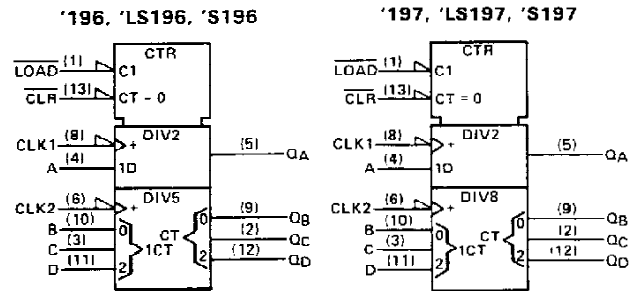 '196, 'LS196, 'S196
CTR
LOAD (1) C1
CLR (13) CT - 0
DIV2
CLK1 (8) +
(5) QA
A (4) 1D
DIV5
CLK2 (6) +
B (10) 0
C (3) 1CT
D (11) 2
CT
0 (9) QB
(2) QC
2 (12) QD
'197, 'LS197, 'S197
CTR
LOAD (1) C1
CLR (13) CT = 0
DIV2
CLK1 (8) +
(5) QA
A (4) 1D
DIV8
CLK2 (6) +
B (10) 0
C (3) 1CT
D (11) 2
CT
0 (9) QB
(2) QC
2 (12) QD